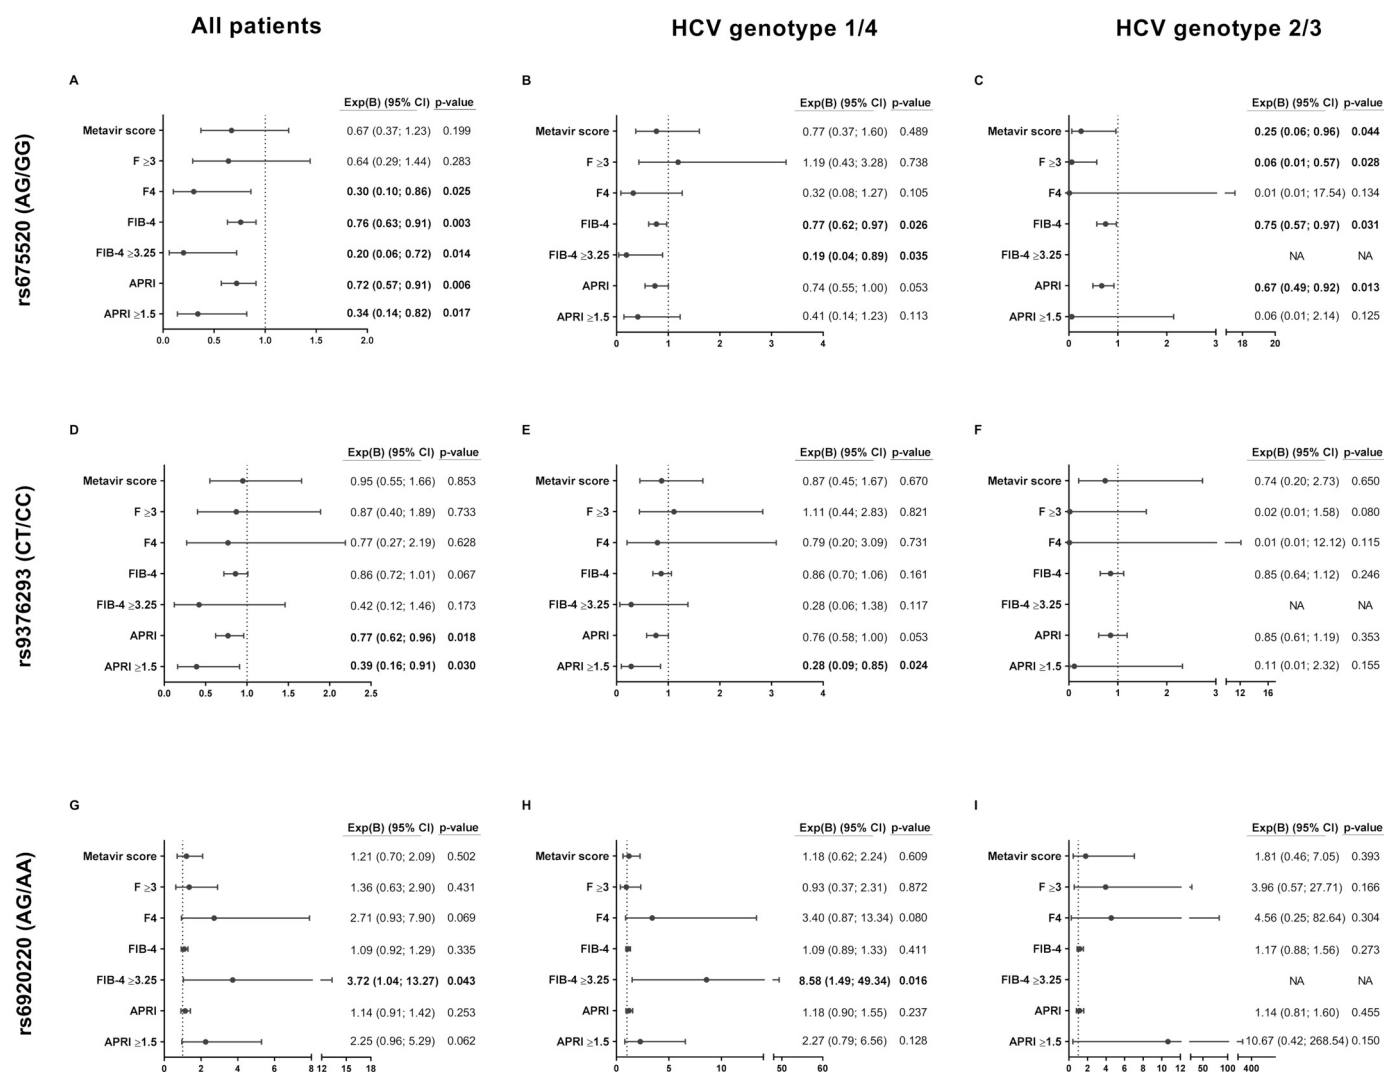 All patients HCV genotype 1/4 HCV genotype 2/3
rs675520 (AG/GG)
A
Exp(B) (95% CI) p-value
Metavir score 0.67 (0.37; 1.23) 0.199
F ≥3 0.64 (0.29; 1.44) 0.283
F4 0.30 (0.10; 0.86) 0.025
FIB-4 0.76 (0.63; 0.91) 0.003
FIB-4 ≥3.25 0.20 (0.06; 0.72) 0.014
APRI 0.72 (0.57; 0.91) 0.006
APRI ≥1.5 0.34 (0.14; 0.82) 0.017
0.0 0.5 1.0 1.5 2.0
B
Exp(B) (95% CI) p-value
Metavir score 0.77 (0.37; 1.60) 0.489
F ≥3 1.19 (0.43; 3.28) 0.738
F4 0.32 (0.08; 1.27) 0.105
FIB-4 0.77 (0.62; 0.97) 0.026
FIB-4 ≥3.25 0.19 (0.04; 0.89) 0.035
APRI 0.74 (0.55; 1.00) 0.053
APRI ≥1.5 0.41 (0.14; 1.23) 0.113
0 1 2 3 4
C
Exp(B) (95% CI) p-value
Metavir score 0.25 (0.06; 0.96) 0.044
F ≥3 0.06 (0.01; 0.57) 0.028
F4 0.01 (0.01; 17.54) 0.134
FIB-4 0.75 (0.57; 0.97) 0.031
FIB-4 ≥3.25 NA NA
APRI 0.67 (0.49; 0.92) 0.013
APRI ≥1.5 0.06 (0.01; 2.14) 0.125
0 1 2 3 18 20
rs9376293 (CT/CC)
D
Exp(B) (95% CI) p-value
Metavir score 0.95 (0.55; 1.66) 0.853
F ≥3 0.87 (0.40; 1.89) 0.733
F4 0.77 (0.27; 2.19) 0.628
FIB-4 0.86 (0.72; 1.01) 0.067
FIB-4 ≥3.25 0.42 (0.12; 1.46) 0.173
APRI 0.77 (0.62; 0.96) 0.018
APRI ≥1.5 0.39 (0.16; 0.91) 0.030
0.0 0.5 1.0 1.5 2.0 2.5
E
Exp(B) (95% CI) p-value
Metavir score 0.87 (0.45; 1.67) 0.670
F ≥3 1.11 (0.44; 2.83) 0.821
F4 0.79 (0.20; 3.09) 0.731
FIB-4 0.86 (0.70; 1.06) 0.161
FIB-4 ≥3.25 0.28 (0.06; 1.38) 0.117
APRI 0.76 (0.58; 1.00) 0.053
APRI ≥1.5 0.28 (0.09; 0.85) 0.024
0 1 2 3 4
F
Exp(B) (95% CI) p-value
Metavir score 0.74 (0.20; 2.73) 0.650
F ≥3 0.02 (0.01; 1.58) 0.080
F4 0.01 (0.01; 12.12) 0.115
FIB-4 0.85 (0.64; 1.12) 0.246
FIB-4 ≥3.25 NA NA
APRI 0.85 (0.61; 1.19) 0.353
APRI ≥1.5 0.11 (0.01; 2.32) 0.155
0 1 2 3 12 16
rs6920220 (AG/AA)
G
Exp(B) (95% CI) p-value
Metavir score 1.21 (0.70; 2.09) 0.502
F ≥3 1.36 (0.63; 2.90) 0.431
F4 2.71 (0.93; 7.90) 0.069
FIB-4 1.09 (0.92; 1.29) 0.335
FIB-4 ≥3.25 3.72 (1.04; 13.27) 0.043
APRI 1.14 (0.91; 1.42) 0.253
APRI ≥1.5 2.25 (0.96; 5.29) 0.062
0 2 4 6 8 12 15 18
H
Exp(B) (95% CI) p-value
Metavir score 1.18 (0.62; 2.24) 0.609
F ≥3 0.93 (0.37; 2.31) 0.872
F4 3.40 (0.87; 13.34) 0.080
FIB-4 1.09 (0.89; 1.33) 0.411
FIB-4 ≥3.25 8.58 (1.49; 49.34) 0.016
APRI 1.18 (0.90; 1.55) 0.237
APRI ≥1.5 2.27 (0.79; 6.56) 0.128
0 2 4 6 8 10 12 14 50 60
I
Exp(B) (95% CI) p-value
Metavir score 1.81 (0.46; 7.05) 0.393
F ≥3 3.96 (0.57; 27.71) 0.166
F4 4.56 (0.25; 82.64) 0.304
FIB-4 1.17 (0.88; 1.56) 0.273
FIB-4 ≥3.25 NA NA
APRI 1.14 (0.81; 1.60) 0.455
APRI ≥1.5 10.67 (0.42; 268.54) 0.150
0 2 4 6 8 10 12 50 100 400